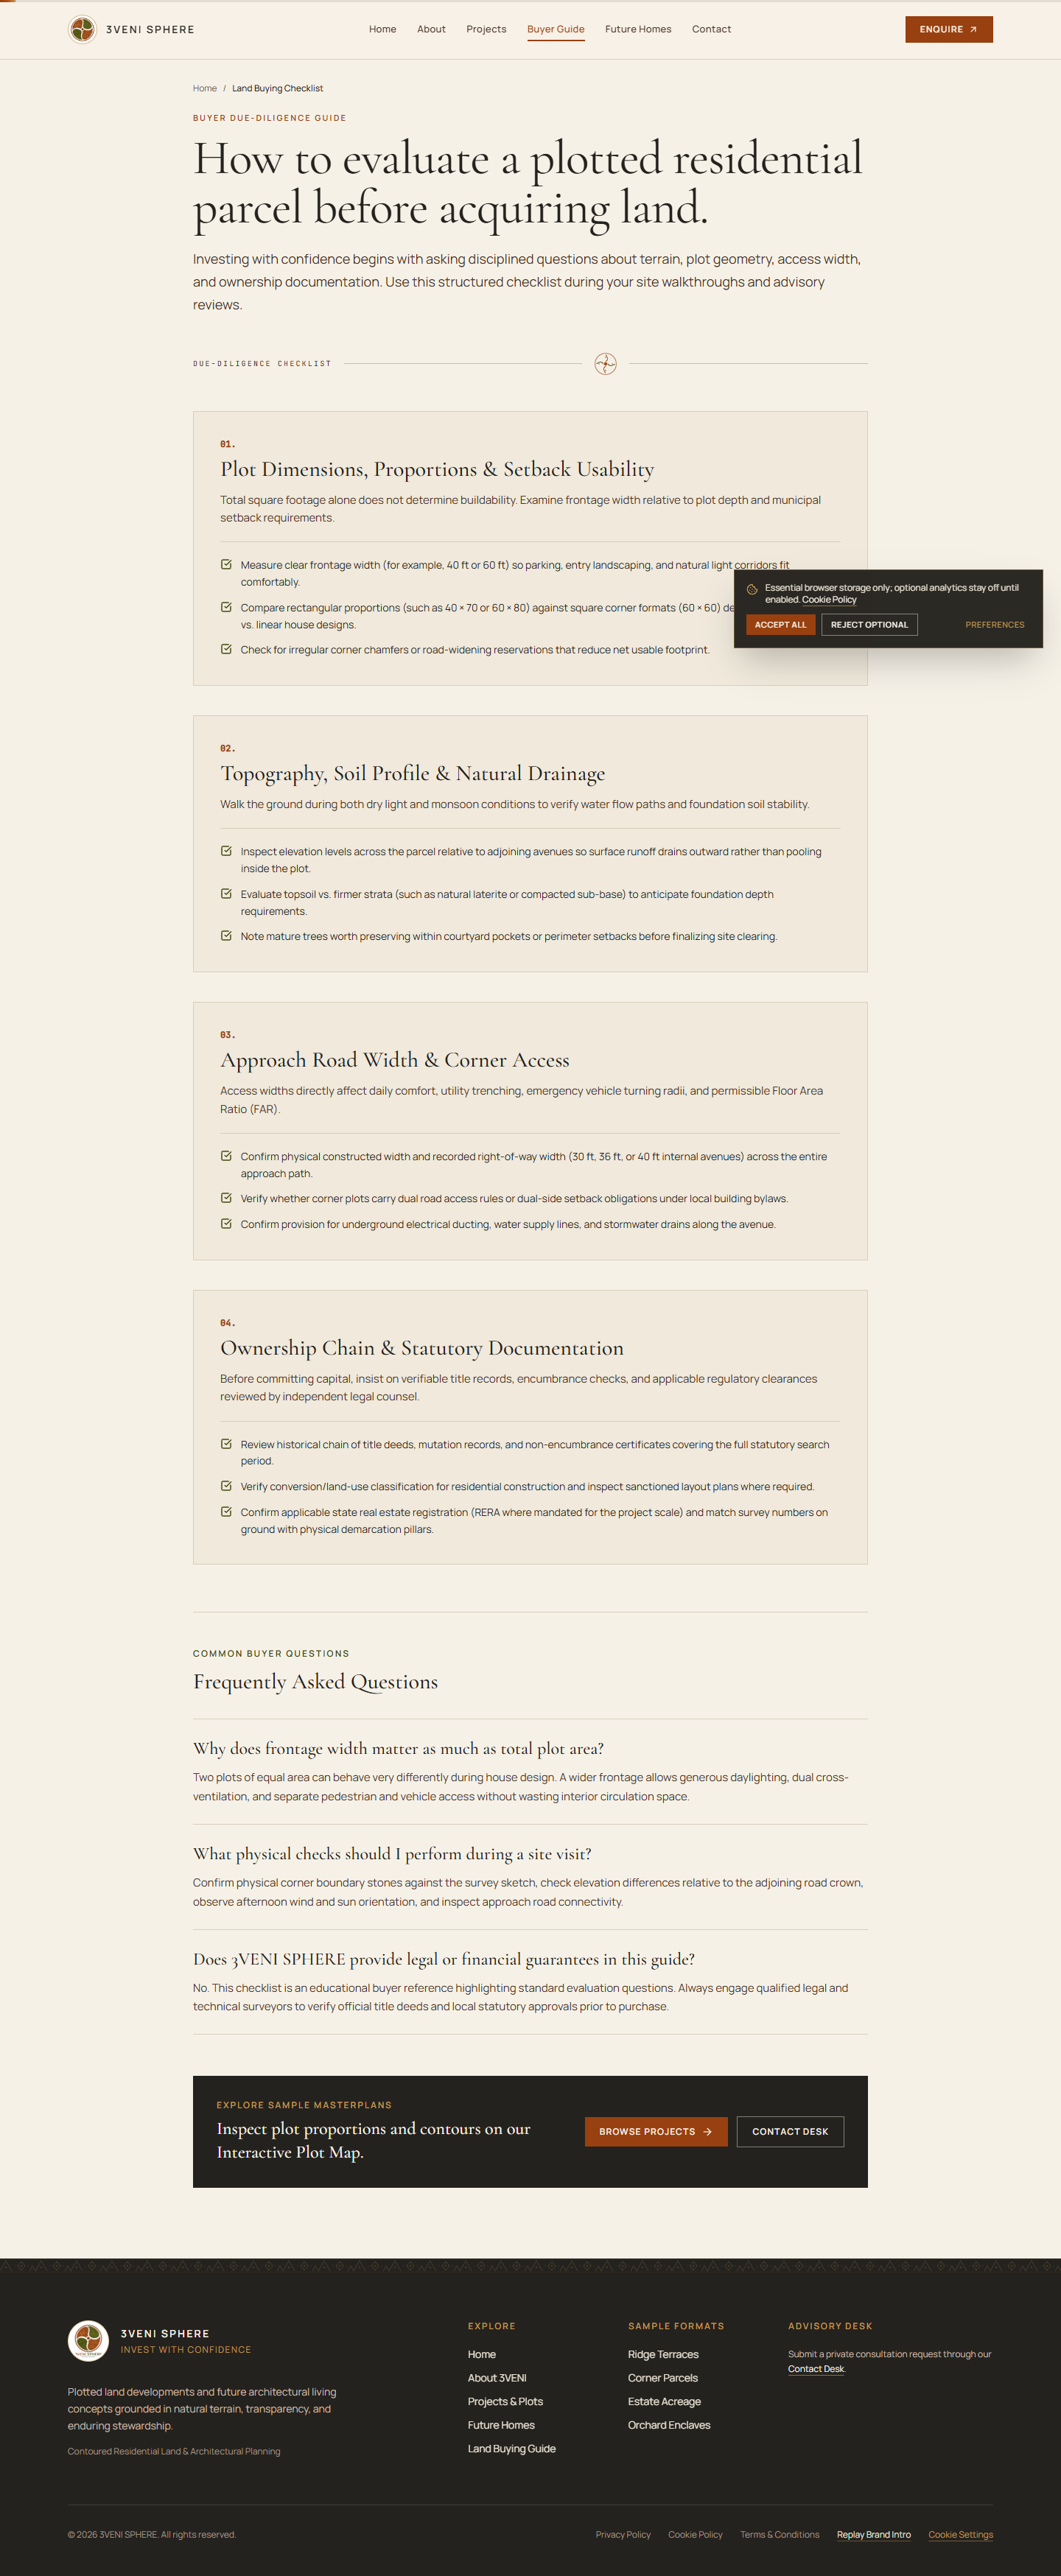 3VENI SPHERE
Home
About
Projects
Buyer Guide
Future Homes
Contact
ENQUIRE
Home / Land Buying Checklist
BUYER DUE-DILIGENCE GUIDE
How to evaluate a plotted residential
parcel before acquiring land.
Investing with confidence begins with asking disciplined questions about terrain, plot geometry, access width,
and ownership documentation. Use this structured checklist during your site walkthroughs and advisory
reviews.
DUE-DILIGENCE CHECKLIST
01.
Plot Dimensions, Proportions & Setback Usability
Total square footage alone does not determine buildability. Examine frontage width relative to plot depth and municipal
setback requirements.
Measure clear frontage width (for example, 40 ft or 60 ft) so parking, entry landscaping, and natural light corridors fit
comfortably.
Compare rectangular proportions (such as 40 × 70 or 60 × 80) against square corner formats (60 × 60)
vs. linear house designs.
Check for irregular corner chamfers or road-widening reservations that reduce net usable footprint.
Essential browser storage only; optional analytics stay off until
enabled. Cookie Policy
ACCEPT ALL
REJECT OPTIONAL
PREFERENCES
02.
Topography, Soil Profile & Natural Drainage
Walk the ground during both dry light and monsoon conditions to verify water flow paths and foundation soil stability.
Inspect elevation levels across the parcel relative to adjoining avenues so surface runoff drains outward rather than pooling
inside the plot.
Evaluate topsoil vs. firmer strata (such as natural laterite or compacted sub-base) to anticipate foundation depth
requirements.
Note mature trees worth preserving within courtyard pockets or perimeter setbacks before finalizing site clearing.
03.
Approach Road Width & Corner Access
Access widths directly affect daily comfort, utility trenching, emergency vehicle turning radii, and permissible Floor Area
Ratio (FAR).
Confirm physical constructed width and recorded right-of-way width (30 ft, 36 ft, or 40 ft internal avenues) across the entire
approach path.
Verify whether corner plots carry dual road access rules or dual-side setback obligations under local building bylaws.
Confirm provision for underground electrical ducting, water supply lines, and stormwater drains along the avenue.
04.
Ownership Chain & Statutory Documentation
Before committing capital, insist on verifiable title records, encumbrance checks, and applicable regulatory clearances
reviewed by independent legal counsel.
Review historical chain of title deeds, mutation records, and non-encumbrance certificates covering the full statutory search
period.
Verify conversion/land-use classification for residential construction and inspect sanctioned layout plans where required.
Confirm applicable state real estate registration (RERA where mandated for the project scale) and match survey numbers on
ground with physical demarcation pillars.
COMMON BUYER QUESTIONS
Frequently Asked Questions
Why does frontage width matter as much as total plot area?
Two plots of equal area can behave very differently during house design. A wider frontage allows generous daylighting, dual cross-
ventilation, and separate pedestrian and vehicle access without wasting interior circulation space.
What physical checks should I perform during a site visit?
Confirm physical corner boundary stones against the survey sketch, check elevation differences relative to the adjoining road crown,
observe afternoon wind and sun orientation, and inspect approach road connectivity.
Does 3VENI SPHERE provide legal or financial guarantees in this guide?
No. This checklist is an educational buyer reference highlighting standard evaluation questions. Always engage qualified legal and
technical surveyors to verify official title deeds and local statutory approvals prior to purchase.
EXPLORE SAMPLE MASTERPLANS
Inspect plot proportions and contours on our
Interactive Plot Map.
BROWSE PROJECTS
CONTACT DESK
3VENI SPHERE
INVEST WITH CONFIDENCE
Plotted land developments and future architectural living
concepts grounded in natural terrain, transparency, and
enduring stewardship.
Contoured Residential Land & Architectural Planning
EXPLORE
Home
About 3VENI
Projects & Plots
Future Homes
Land Buying Guide
SAMPLE FORMATS
Ridge Terraces
Corner Parcels
Estate Acreage
Orchard Enclaves
ADVISORY DESK
Submit a private consultation request through our
Contact Desk.
© 2026 3VENI SPHERE. All rights reserved.
Privacy Policy
Cookie Policy
Terms & Conditions
Replay Brand Intro
Cookie Settings